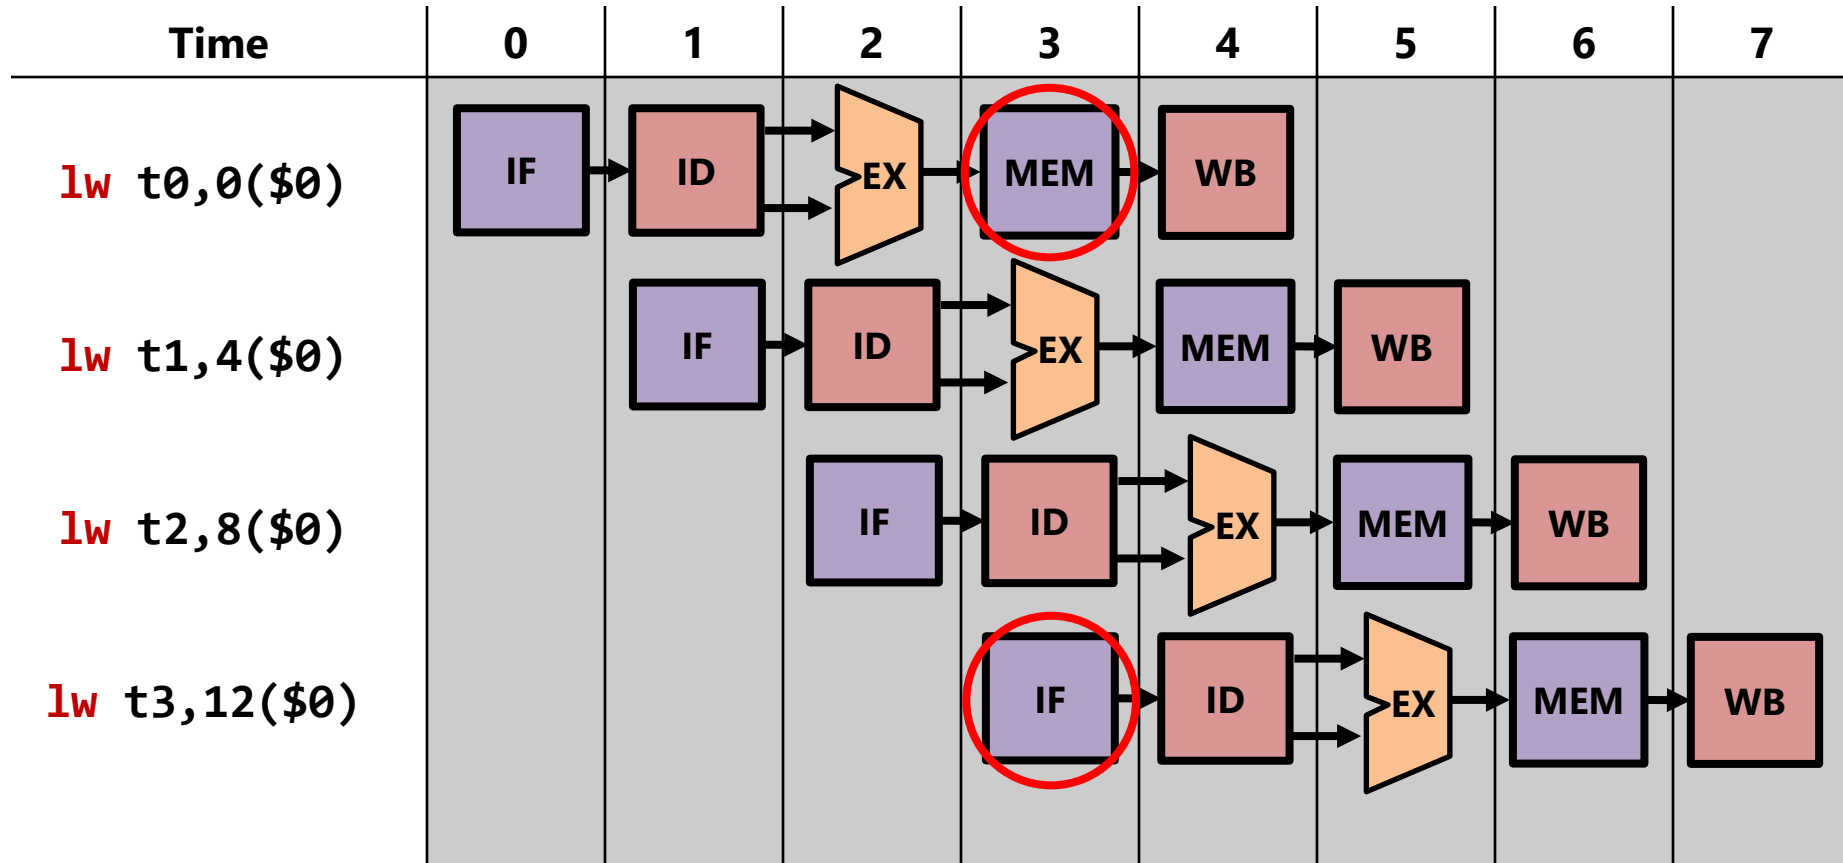 Time 0 1 2 3 4 5 6 7
lw t0,0($0) IF ID EX MEM WB
lw t1,4($0) IF ID EX MEM WB
lw t2,8($0) IF ID EX MEM WB
lw t3,12($0) IF ID EX MEM WB